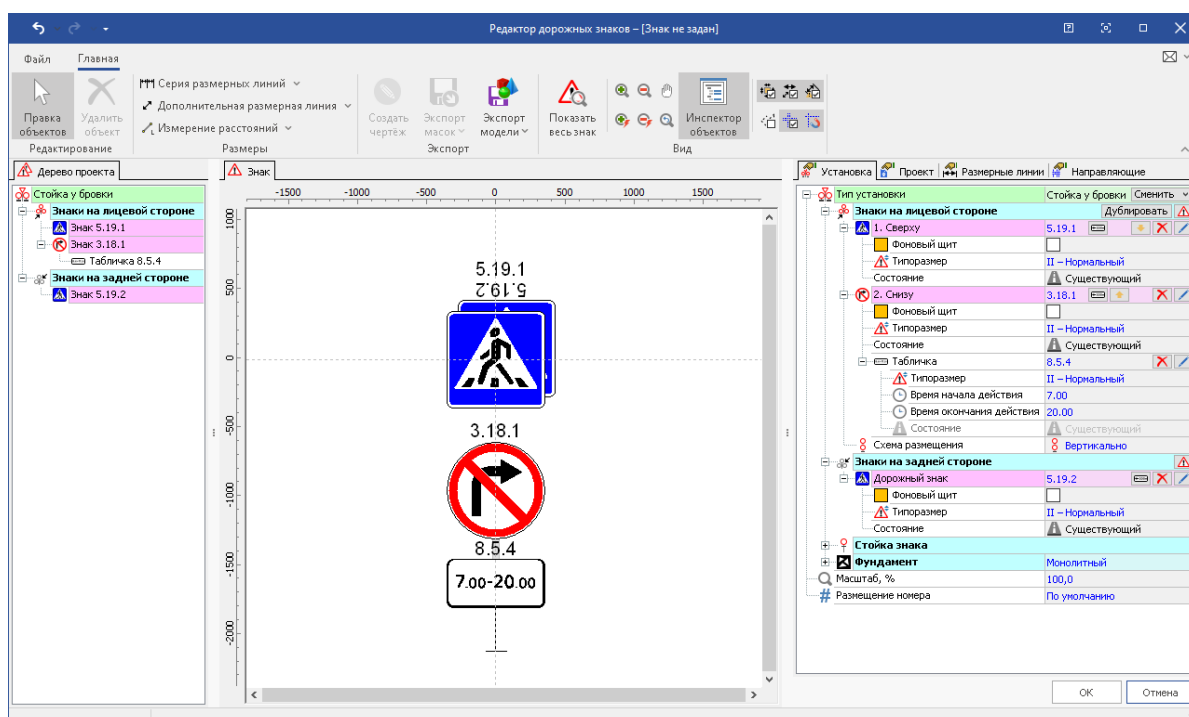 Редактор дорожных знаков – [Знак не задан]
Файл Главная
Правка объектов
Удалить объект
Редактирование
Серия размерных линий
Дополнительная размерная линия
Измерение расстояний
Размеры
Создать чертёж
Экспорт масок
Экспорт модели
Экспорт
Показать весь знак
Инспектор объектов
Вид
Дерево проекта
Стойка у бровки
Знаки на лицевой стороне
Знак 5.19.1
Знак 3.18.1
Табличка 8.5.4
Знаки на задней стороне
Знак 5.19.2
Знак
-1500 -1000 -500 0 500 1000 1500
1000
500
0
-500
-1000
-1500
-2000
5.19.1
5.19.2
3.18.1
8.5.4
7.00-20.00
Установка Проект Размерные линии Направляющие
Тип установки Стойка у бровки Сменить
Знаки на лицевой стороне Дублировать
1. Сверху 5.19.1
Фоновый щит
Типоразмер II – Нормальный
Состояние Существующий
2. Снизу 3.18.1
Фоновый щит
Типоразмер II – Нормальный
Состояние Существующий
Табличка 8.5.4
Типоразмер II – Нормальный
Время начала действия 7.00
Время окончания действия 20.00
Состояние Существующий
Схема размещения Вертикально
Знаки на задней стороне
Дорожный знак 5.19.2
Фоновый щит
Типоразмер II – Нормальный
Состояние Существующий
Стойка знака
Фундамент Монолитный
Масштаб, % 100,0
Размещение номера По умолчанию
ОК Отмена